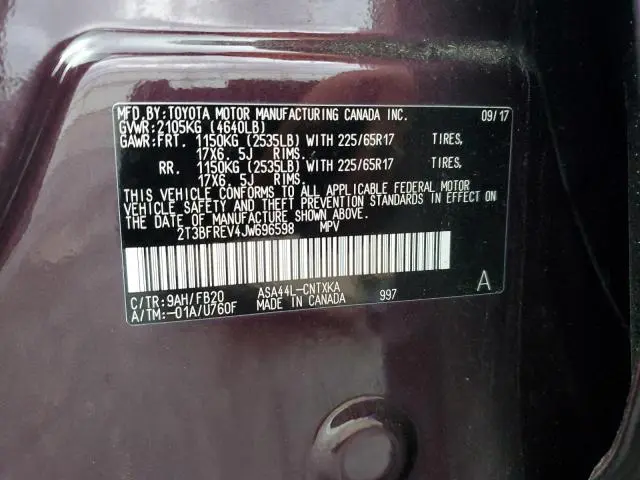 MFD.BY:TOYOTA MOTOR MANUFACTURING CANADA INC. 09/17
GVWR:2105KG (4640LB)
GAWR:FRT. 1150KG (2535LB) WITH 225/65R17 TIRES,
17X6.5J RIMS.
RR. 1150KG (2535LB) WITH 225/65R17 TIRES,
17X6.5J RIMS.
THIS VEHICLE CONFORMS TO ALL APPLICABLE FEDERAL MOTOR
VEHICLE SAFETY AND THEFT PREVENTION STANDARDS IN EFFECT ON
THE DATE OF MANUFACTURE SHOWN ABOVE.
2T3BFREV4JW696598 MPV
A
C/TR:9AH/FB20 ASA44L-CNTXKA
A/TM:-01A/U760F MADE IN CANADA 997